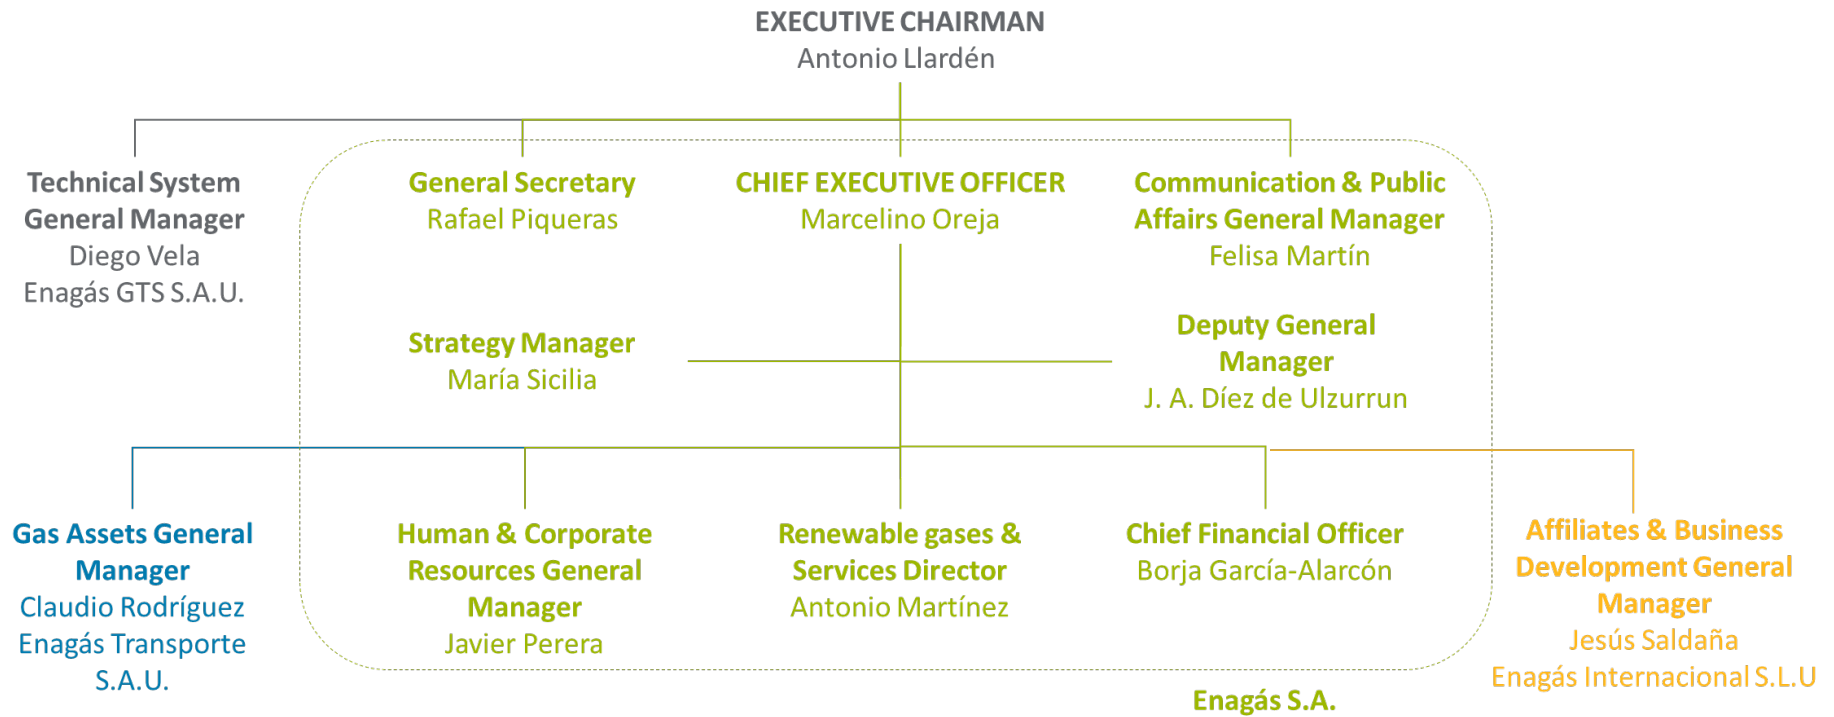 EXECUTIVE CHAIRMAN
Antonio Llardén
Technical System
General Manager
Diego Vela
Enagás GTS S.A.U.
General Secretary
Rafael Piqueras
CHIEF EXECUTIVE OFFICER
Marcelino Oreja
Communication & Public
Affairs General Manager
Felisa Martín
Strategy Manager
María Sicilia
Deputy General
Manager
J. A. Díez de Ulzurrun
Gas Assets General
Manager
Claudio Rodríguez
Enagás Transporte
S.A.U.
Human & Corporate
Resources General
Manager
Javier Perera
Renewable gases &
Services Director
Antonio Martínez
Chief Financial Officer
Borja García-Alarcón
Affiliates & Business
Development General
Manager
Jesús Saldaña
Enagás Internacional S.L.U
Enagás S.A.